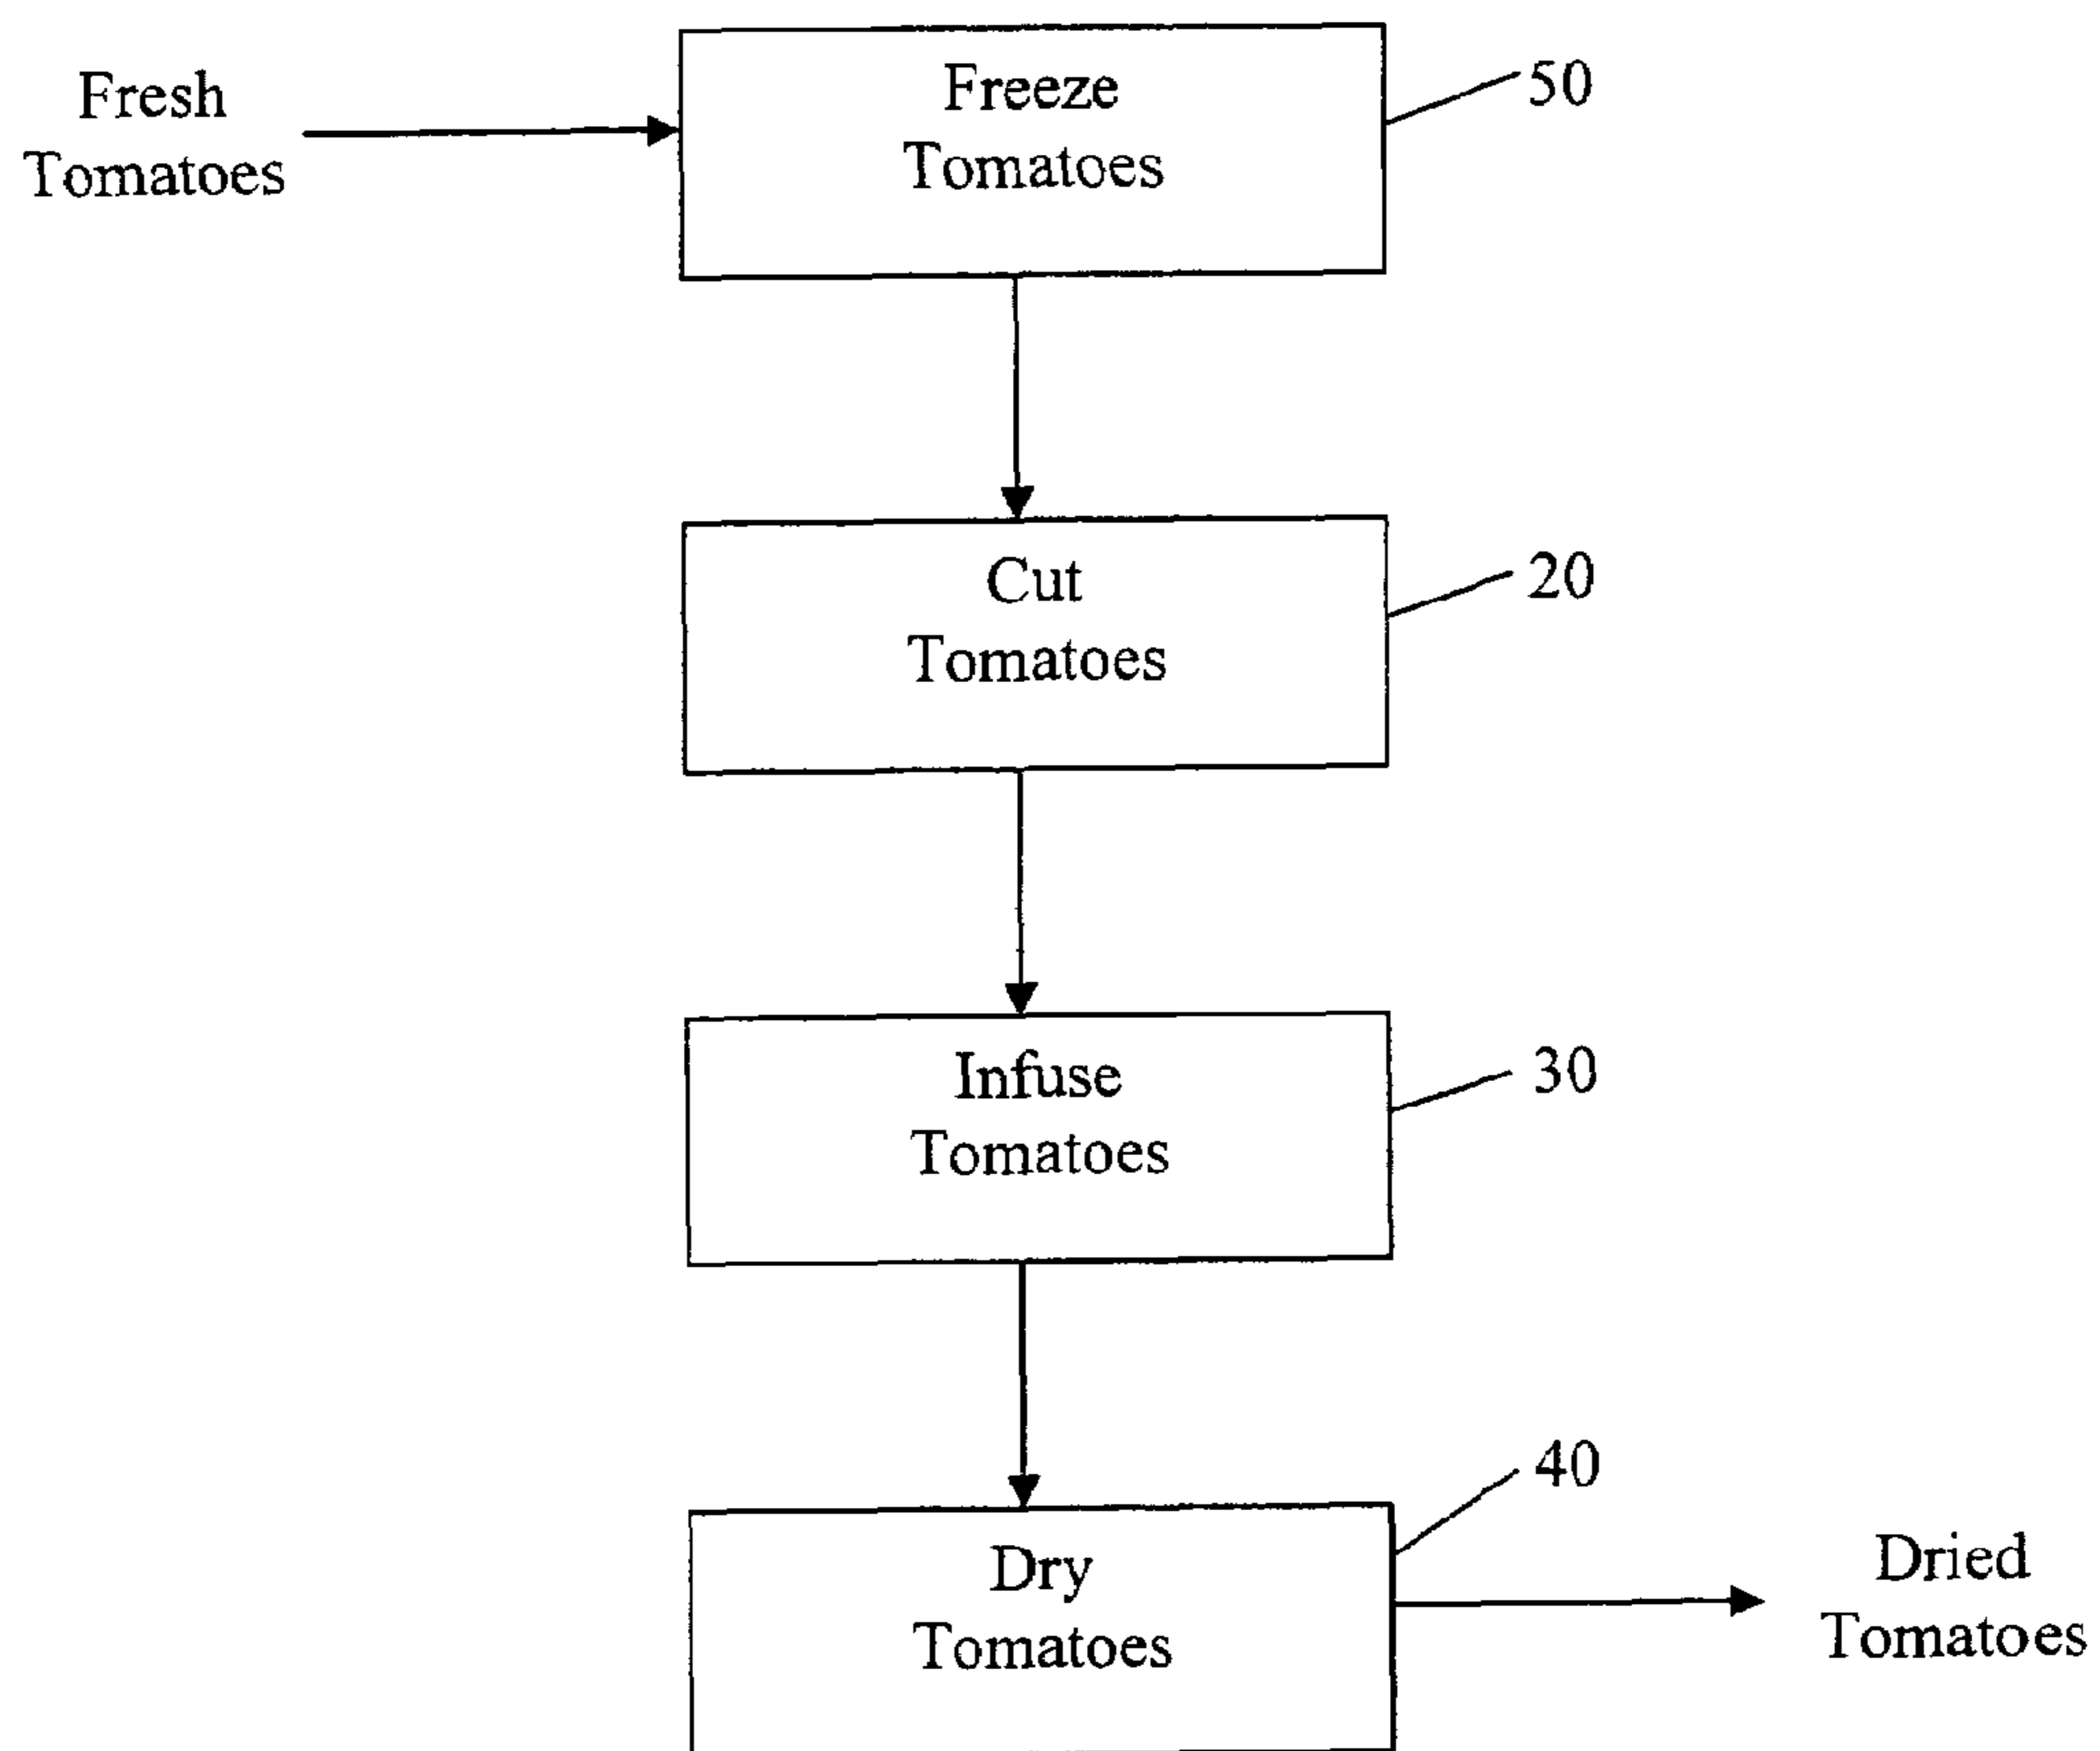 Fresh
Tomatoes
Freeze
Tomatoes
50
Cut
Tomatoes
20
Infuse
Tomatoes
30
Dry
Tomatoes
40
Dried
Tomatoes